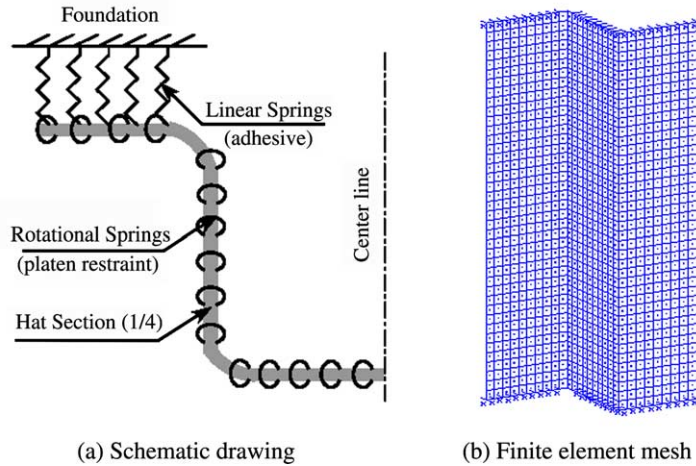 Foundation
Linear Springs
(adhesive)
Rotational Springs
(platen restraint)
Hat Section (1/4)
Center line
(a) Schematic drawing
(b) Finite element mesh